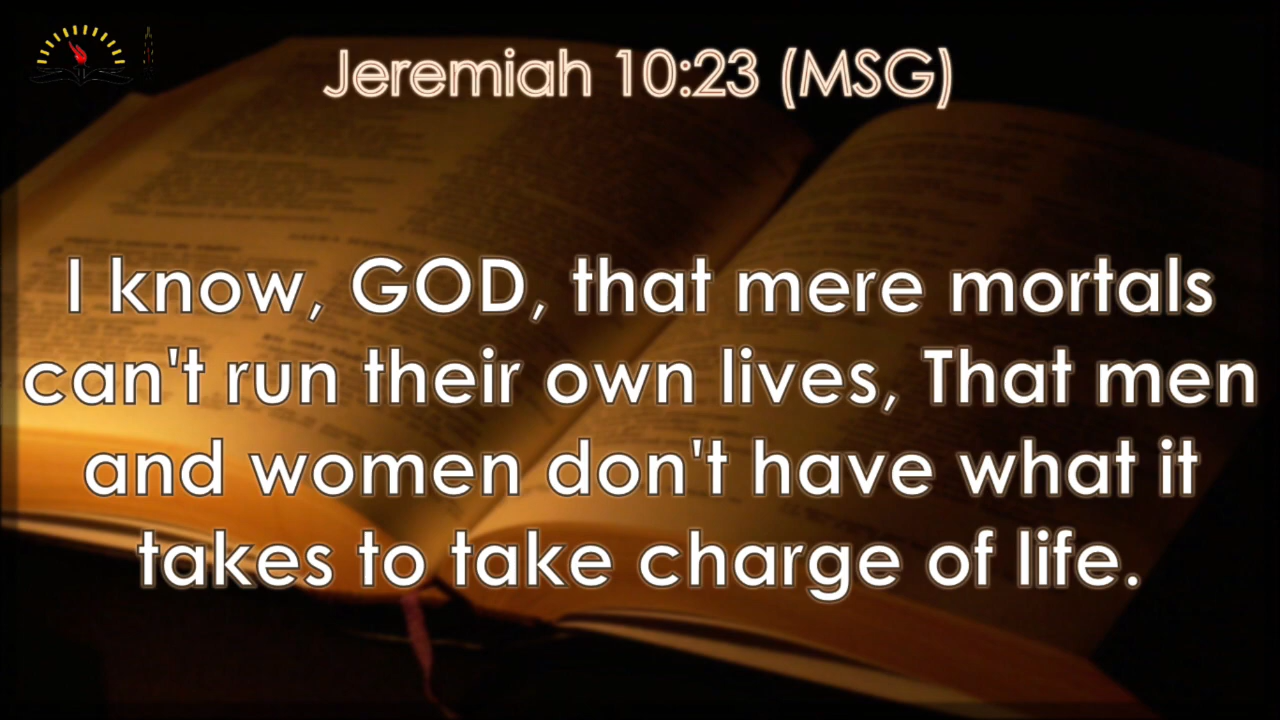 Jeremiah 10:23 (MSG)
I know, GOD, that mere mortals
can't run their own lives, That men
and women don't have what it
takes to take charge of life.